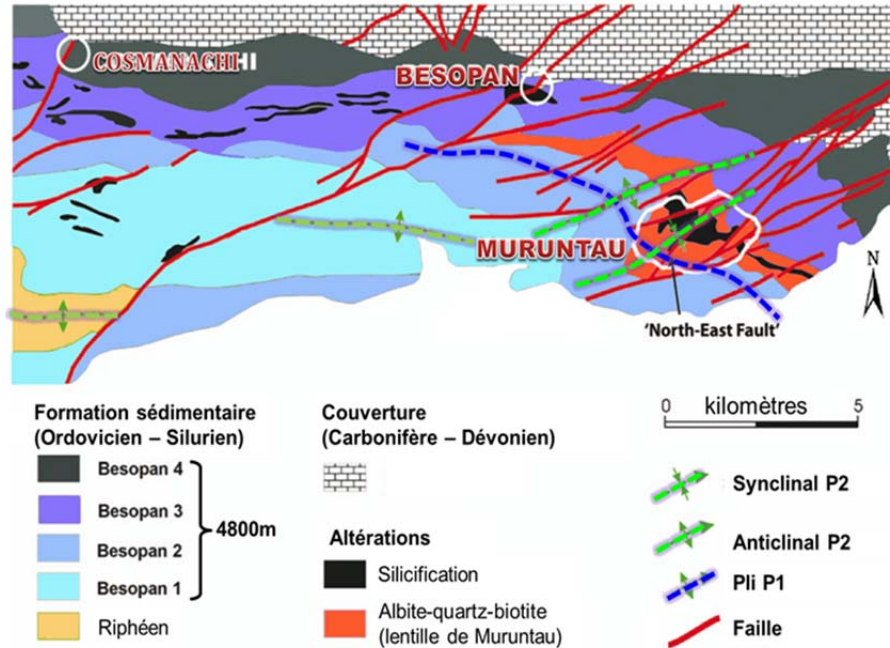 COSMANACHI
BESOPAN
MURUNTAU
N
'North-East Fault'
Formation sédimentaire
(Ordovicien – Silurien)
Besopan 4
Besopan 3
Besopan 2
Besopan 1
4800m
Riphéen
Couverture
(Carbonifère – Dévonien)
Altérations
Silicification
Albite-quartz-biotite
(lentille de Muruntau)
0 kilomètres 5
Synclinal P2
Anticlinal P2
Pli P1
Faille